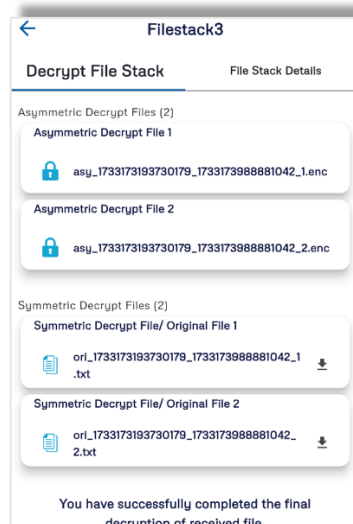 Filestack3
Decrypt File Stack
File Stack Details
Asymmetric Decrypt Files (2)
Asymmetric Decrypt File 1
asy_1733173193730179_1733173988881042_1.enc
Asymmetric Decrypt File 2
asy_1733173193730179_1733173988881042_2.enc
Symmetric Decrypt Files (2)
Symmetric Decrypt File/ Original File 1
ori_1733173193730179_1733173988881042_1
.txt
Symmetric Decrypt File/ Original File 2
ori_1733173193730179_1733173988881042_
2.txt
You have successfully completed the final
decryption of received file